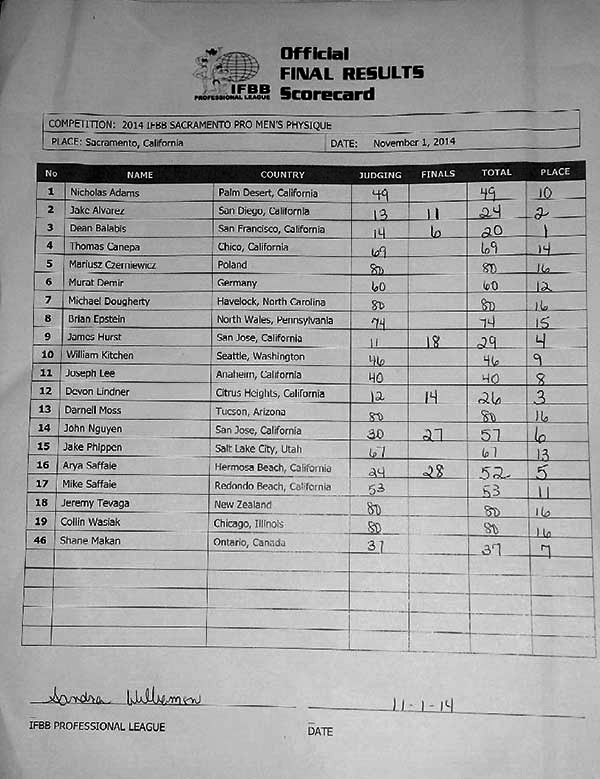 Official
FINAL RESULTS
Scorecard
IFBB
PROFESSIONAL LEAGUE
COMPETITION: 2014 IFBB SACRAMENTO PRO MEN'S PHYSIQUE
PLACE: Sacramento, California DATE: November 1, 2014
No NAME COUNTRY JUDGING FINALS TOTAL PLACE
1 Nicholas Adams Palm Desert, California 49 49 10
2 Jake Alvarez San Diego, California 13 11 24 2
3 Dean Balabis San Francisco, California 14 6 20 1
4 Thomas Canepa Chico, California 69 69 14
5 Mariusz Czerniewicz Poland 80 80 16
6 Murat Demir Germany 60 60 12
7 Michael Dougherty Havelock, North Carolina 80 80 16
8 Brian Epstein North Wales, Pennsylvania 74 74 15
9 James Hurst San Jose, California 11 18 29 4
10 William Kitchen Seattle, Washington 46 46 9
11 Joseph Lee Anaheim, California 40 40 8
12 Devon Lindner Citrus Heights, California 12 14 26 3
13 Darnell Moss Tucson, Arizona 80 80 16
14 John Nguyen San Jose, California 30 27 57 6
15 Jake Phippen Salt Lake City, Utah 67 67 13
16 Arya Saffaie Hermosa Beach, California 24 28 52 5
17 Mike Saffaie Redondo Beach, California 53 53 11
18 Jeremy Tevaga New Zealand 80 80 16
19 Collin Wasiak Chicago, Illinois 80 80 16
46 Shane Makan Ontario, Canada 37 37 7
Sandra 11-1-14
IFBB PROFESSIONAL LEAGUE DATE